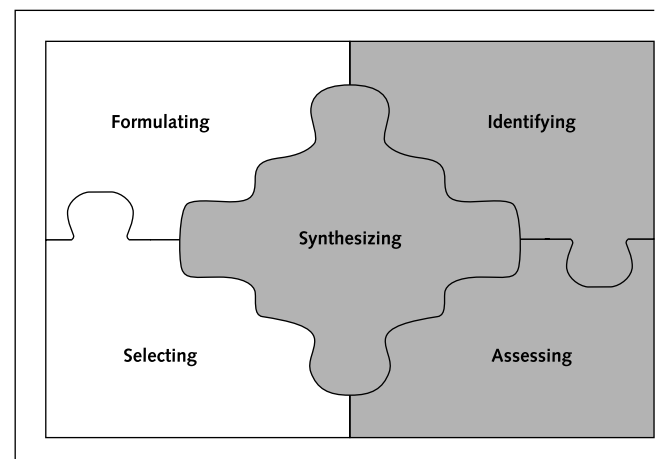 Formulating
Identifying
Synthesizing
Selecting
Assessing